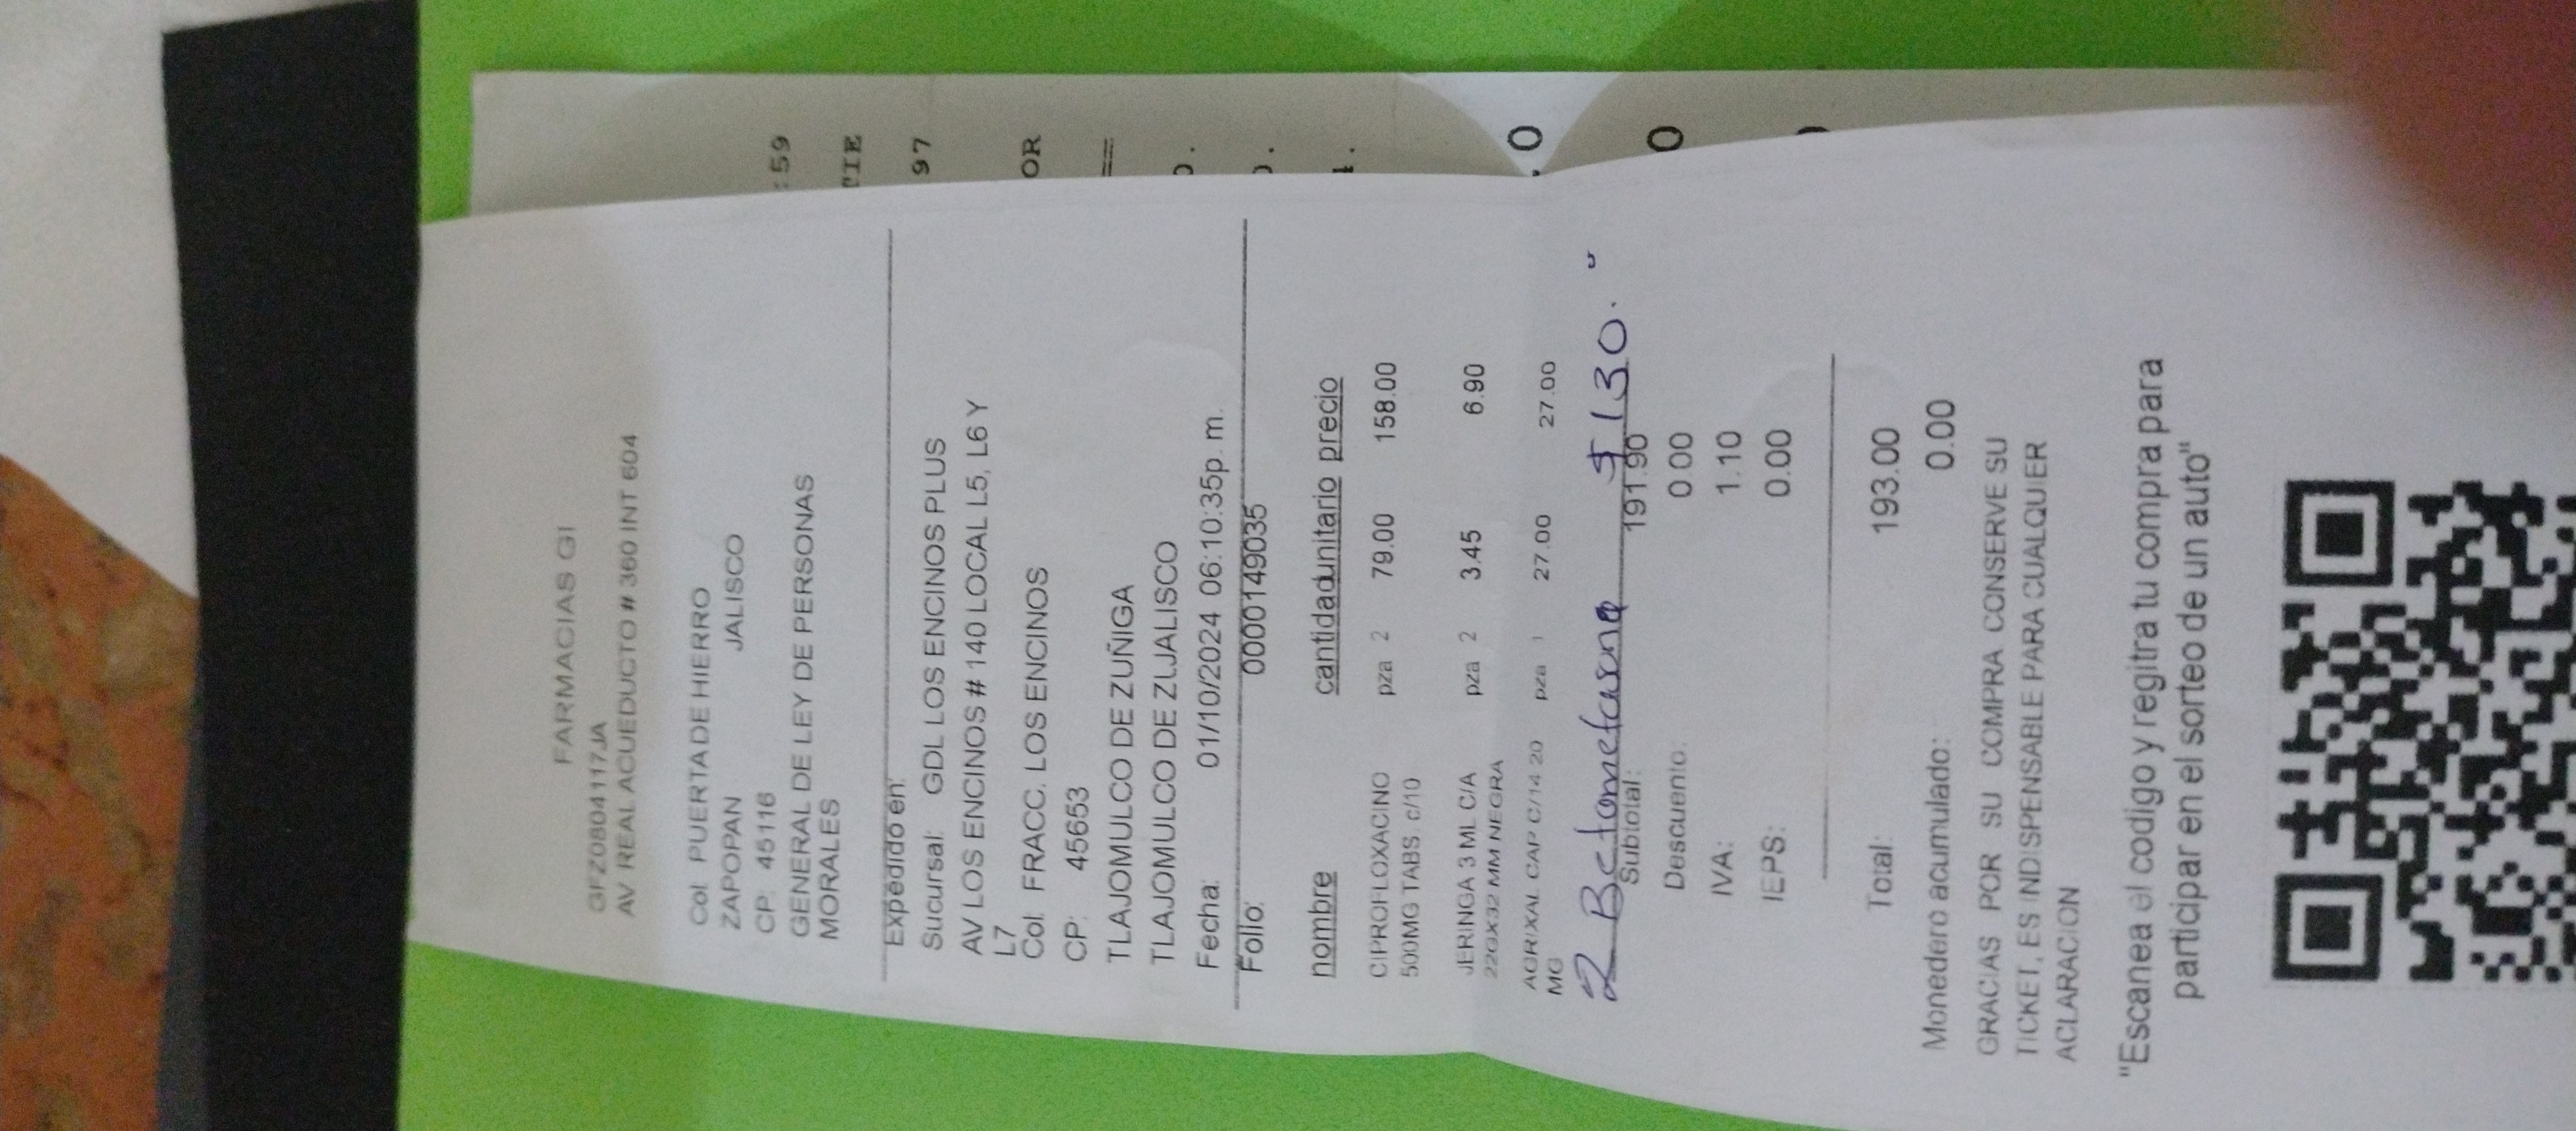 FARMACIAS GI
GFZ0804117JA
AV REAL ACUEDUCTO # 360 INT 604
Col: PUERTA DE HIERRO
ZAPOPAN JALISCO
CP: 45116
GENERAL DE LEY DE PERSONAS
MORALES
Expedido en:
Sucursal: GDL LOS ENCINOS PLUS
AV LOS ENCINOS # 140 LOCAL L5, L6 Y
L7
Col: FRACC. LOS ENCINOS
CP: 45653
TLAJOMULCO DE ZUÑIGA
TLAJOMULCO DE ZIJALISCO
Fecha: 01/10/2024 06:10:35p. m.
Folio: 0000149035
nombre cantidadunitario precio
CIPROFLOXACINO pza 2 79.00 158.00
500MG TABS. c/10
JERINGA 3 ML C/A pza 2 3.45 6.90
22GX32 MM NEGRA
AGRIXAL CAP C/14 20 pza 1 27.00 27.00
MG
2 Betametasona $ 130.
Subtotal: 191.90
Descuento: 0.00
IVA: 1.10
IEPS: 0.00
Total: 193.00
Monedero acumulado: 0.00
GRACIAS POR SU COMPRA CONSERVE SU
TICKET, ES INDISPENSABLE PARA CUALQUIER
ACLARACION
"Escanea el codigo y regitra tu compra para
participar en el sorteo de un auto"
:59
97
OR
==